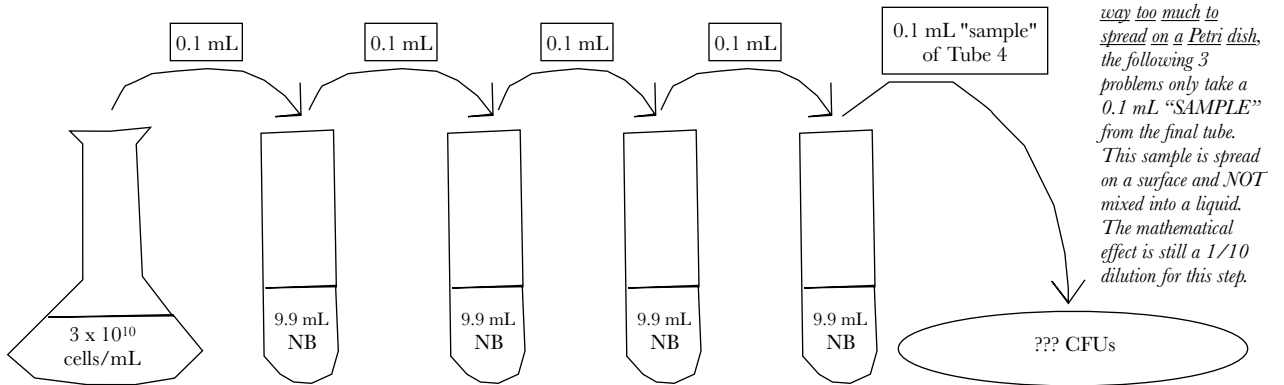 0.1 mL
0.1 mL
0.1 mL
0.1 mL
0.1 mL "sample"
of Tube 4
way too much to
spread on a Petri dish,
the following 3
problems only take a
0.1 mL “SAMPLE”
from the final tube.
This sample is spread
on a surface and NOT
mixed into a liquid.
The mathematical
effect is still a 1/10
dilution for this step.
3 x 10¹⁰
cells/mL
9.9 mL
NB
9.9 mL
NB
9.9 mL
NB
9.9 mL
NB
??? CFUs